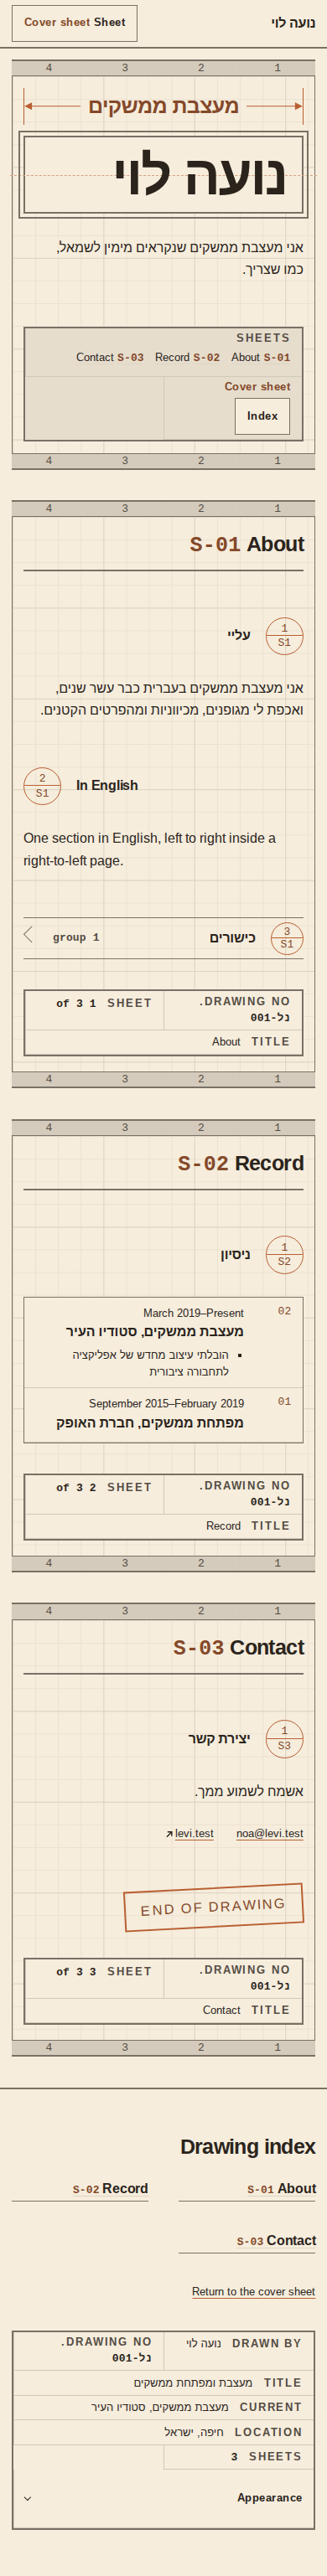 נועה לוי
Cover sheet Sheet
4 3 2 1
מעצבת ממשקים
נועה לוי
אני מעצבת ממשקים שנקראים מימין לשמאל,
כמו שצריך.
SHEETS
S-01 About S-02 Record S-03 Contact
Cover sheet
Index
4 3 2 1
4 3 2 1
S-01 About
1
S1
עליי
אני מעצבת ממשקים בעברית כבר עשר שנים,
ואכפת לי מגופנים, מכיווניות ומהפרטים הקטנים.
2
S1
In English
One section in English, left to right inside a
right-to-left page.
3
S1
כישורים
group 1
DRAWING NO.
נל-001
SHEET 1 of 3
TITLE About
4 3 2 1
4 3 2 1
S-02 Record
1
S2
ניסיון
02
March 2019–Present
מעצבת ממשקים, סטודיו העיר
▪ הובלתי עיצוב מחדש של אפליקציה
לתחבורה ציבורית
01
September 2015–February 2019
מפתחת ממשקים, חברת האופק
DRAWING NO.
נל-001
SHEET 2 of 3
TITLE Record
4 3 2 1
4 3 2 1
S-03 Contact
1
S3
יצירת קשר
אשמח לשמוע ממך.
noa@levi.test levi.test
END OF DRAWING
DRAWING NO.
נל-001
SHEET 3 of 3
TITLE Contact
4 3 2 1
Drawing index
S-01 About
S-02 Record
S-03 Contact
Return to the cover sheet
DRAWN BY נועה לוי
DRAWING NO.
נל-001
TITLE מעצבת ומפתחת ממשקים
CURRENT מעצבת ממשקים, סטודיו העיר
LOCATION חיפה, ישראל
SHEETS 3
Appearance